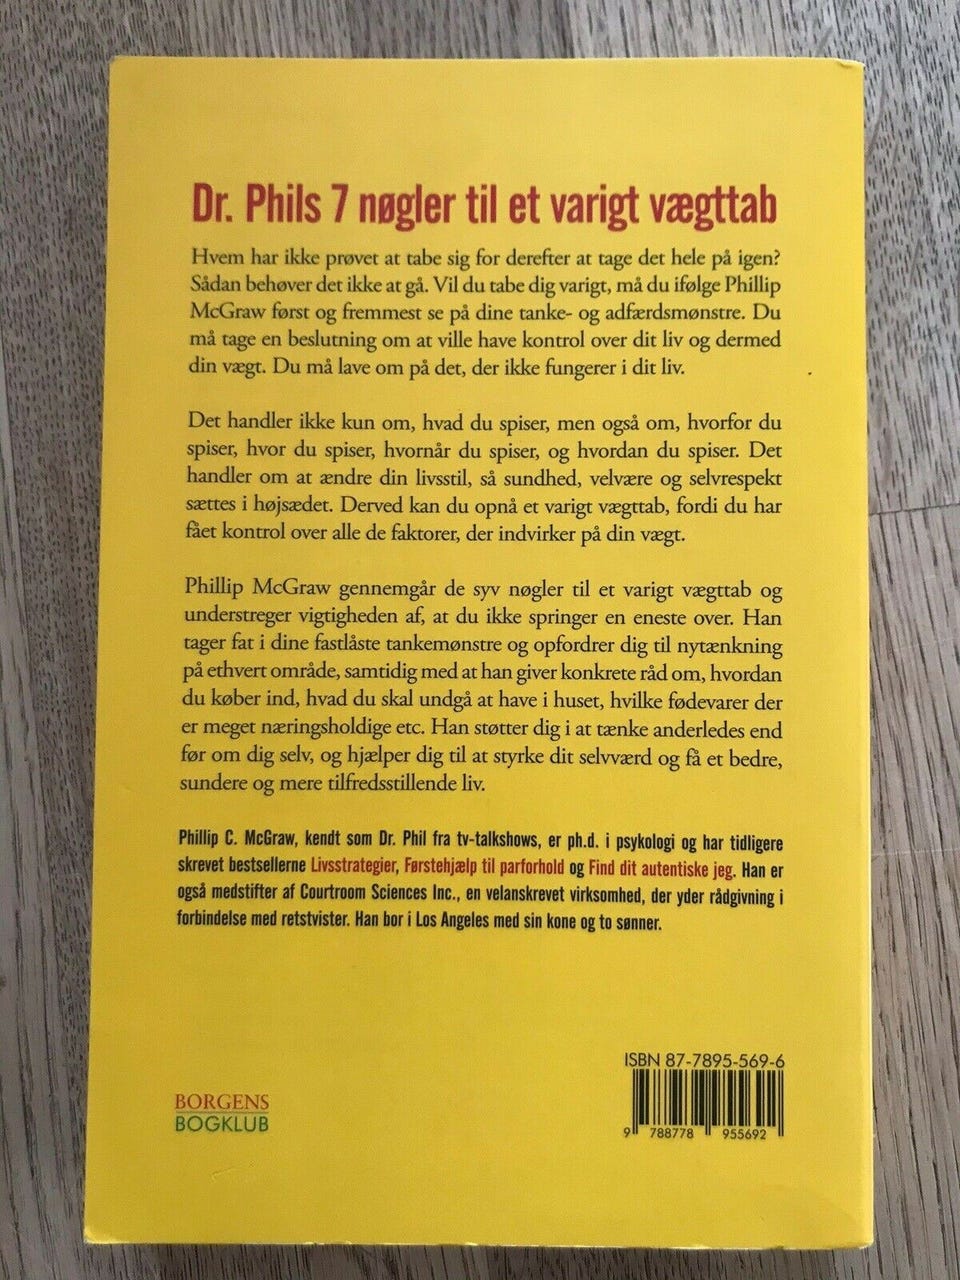 Dr. Phils 7 nøgler til et varigt vægttab
Hvem har ikke prøvet at tabe sig for derefter at tage det hele på igen?
Sådan behøver det ikke at gå. Vil du tabe dig varigt, må du ifølge Phillip
McGraw først og fremmest se på dine tanke- og adfærdsmønstre. Du
må tage en beslutning om at ville have kontrol over dit liv og dermed
din vægt. Du må lave om på det, der ikke fungerer i dit liv.
Det handler ikke kun om, hvad du spiser, men også om, hvorfor du
spiser, hvor du spiser, hvornår du spiser, og hvordan du spiser. Det
handler om at ændre din livsstil, så sundhed, velvære og selvrespekt
sættes i højsædet. Derved kan du opnå et varigt vægttab, fordi du har
fået kontrol over alle de faktorer, der indvirker på din vægt.
Phillip McGraw gennemgår de syv nøgler til et varigt vægttab og
understreger vigtigheden af, at du ikke springer en eneste over. Han
tager fat i dine fastlåste tankemønstre og opfordrer dig til nytænkning
på ethvert område, samtidig med at han giver konkrete råd om, hvordan
du køber ind, hvad du skal undgå at have i huset, hvilke fødevarer der
er meget næringsholdige etc. Han støtter dig i at tænke anderledes end
før om dig selv, og hjælper dig til at styrke dit selvværd og få et bedre,
sundere og mere tilfredsstillende liv.
Phillip C. McGraw, kendt som Dr. Phil fra tv-talkshows, er ph.d. i psykologi og har tidligere
skrevet bestsellerne Livsstrategier, Førstehjælp til parforhold og Find dit autentiske jeg. Han er
også medstifter af Courtroom Sciences Inc., en velanskrevet virksomhed, der yder rådgivning i
forbindelse med retstvister. Han bor i Los Angeles med sin kone og to sønner.
ISBN 87-7895-569-6
BORGENS
BOGKLUB
9 788778 955692